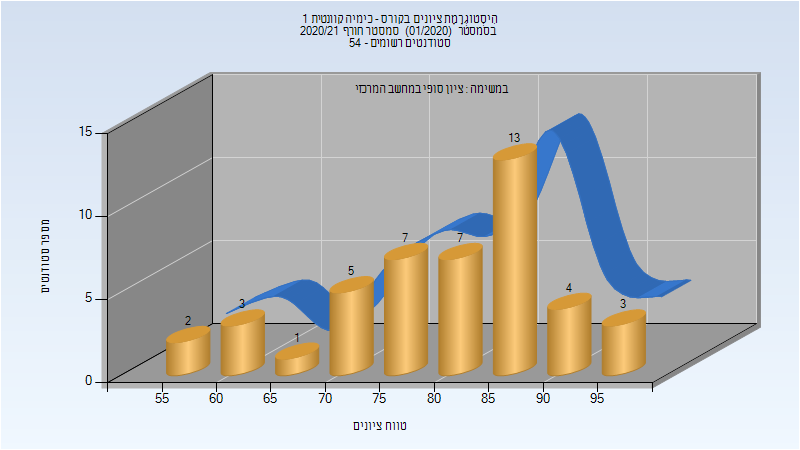 היסטוגרמת ציונים בקורס - כימיה קוונטית 1
בסמסטר (01/2020) סמסטר חורף 2020/21
סטודנטים רשומים - 54
במשימה : ציון סופי במחשב המרכזי
15
10
5
0
מספר סטודנטים
2
3
1
5
7
7
13
4
3
55 60 65 70 75 80 85 90 95
טווח ציונים